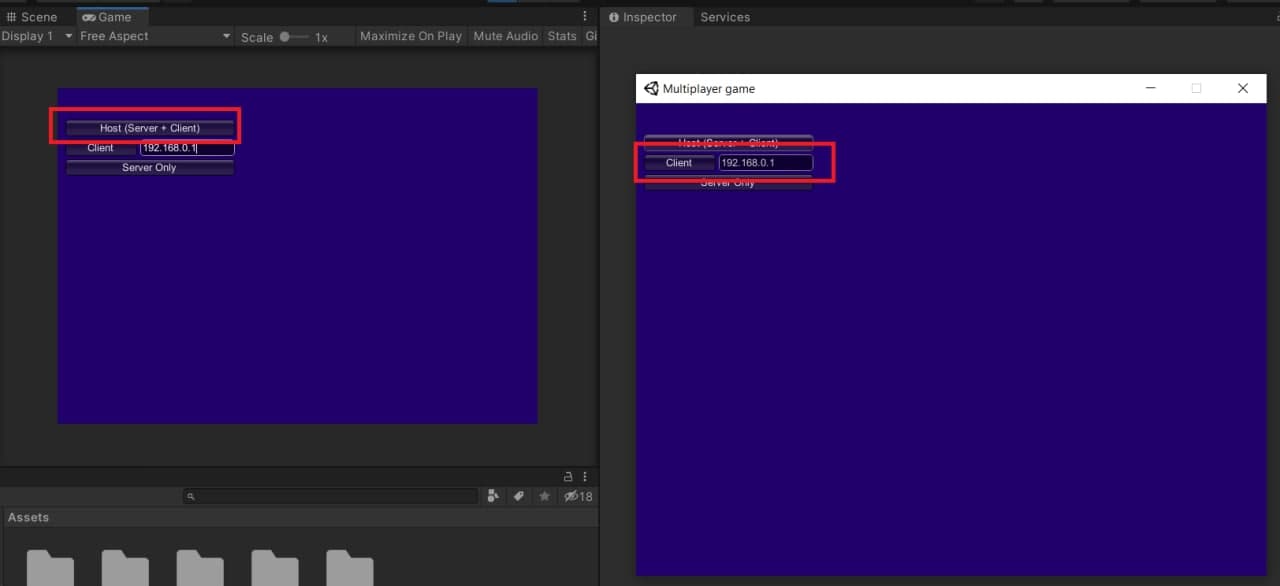 Scene Game
Display 1 Free Aspect Scale 1x Maximize On Play Mute Audio Stats Gi
Host (Server + Client)
Client 192.168.0.1
Server Only
18
Assets
Inspector Services
Multiplayer game
Host (Server + Client)
Client 192.168.0.1
Server Only